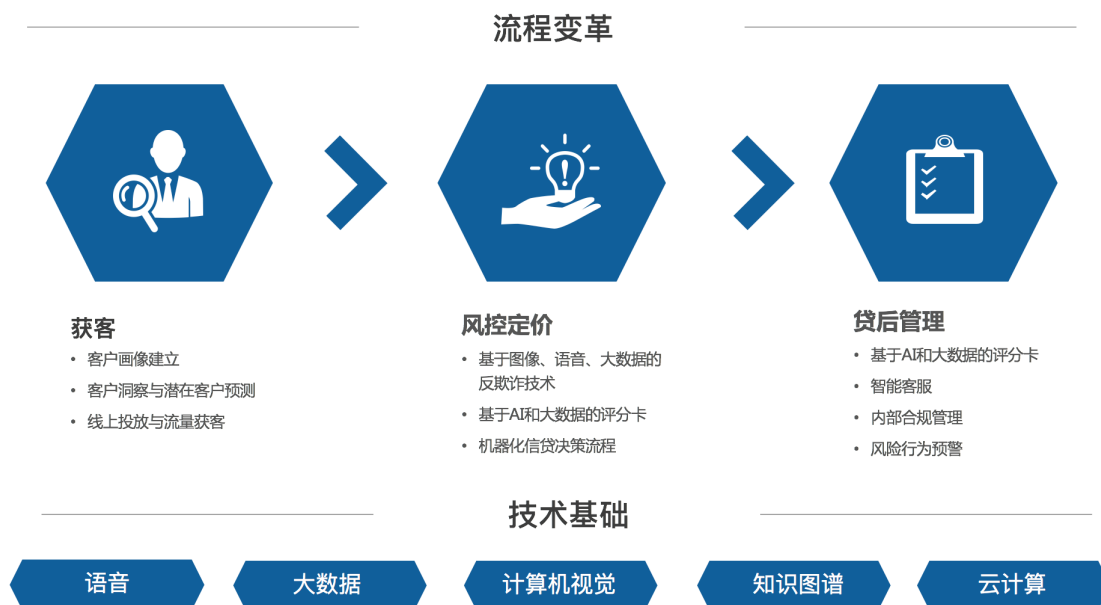 流程变革
获客
• 客户画像建立
• 客户洞察与潜在客户预测
• 线上投放与流量获客
风控定价
• 基于图像、语音、大数据的
反欺诈技术
• 基于AI和大数据的评分卡
• 机器化信贷决策流程
贷后管理
• 基于AI和大数据的评分卡
• 智能客服
• 内部合规管理
• 风险行为预警
技术基础
语音
大数据
计算机视觉
知识图谱
云计算